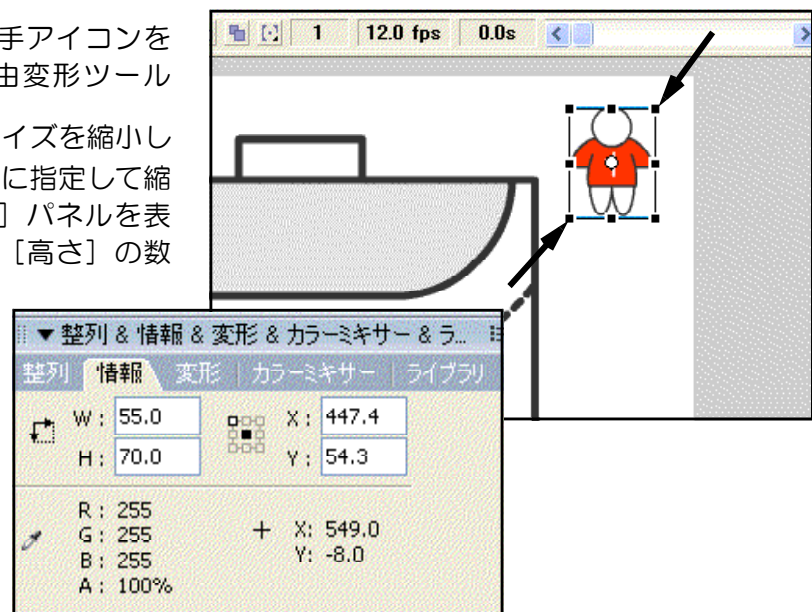 手アイコンを
由変形ツール
イズを縮小し
に指定して縮
］パネルを表
［高さ］の数
1 12.0 fps 0.0s
▼整列 & 情報 & 変形 & カラーミキサー & ラ...
整列 情報 変形 カラーミキサー ライブラリ
W: 55.0 X: 447.4
H: 70.0 Y: 54.3
R: 255
G: 255 X: 549.0
B: 255 Y: -8.0
A: 100%